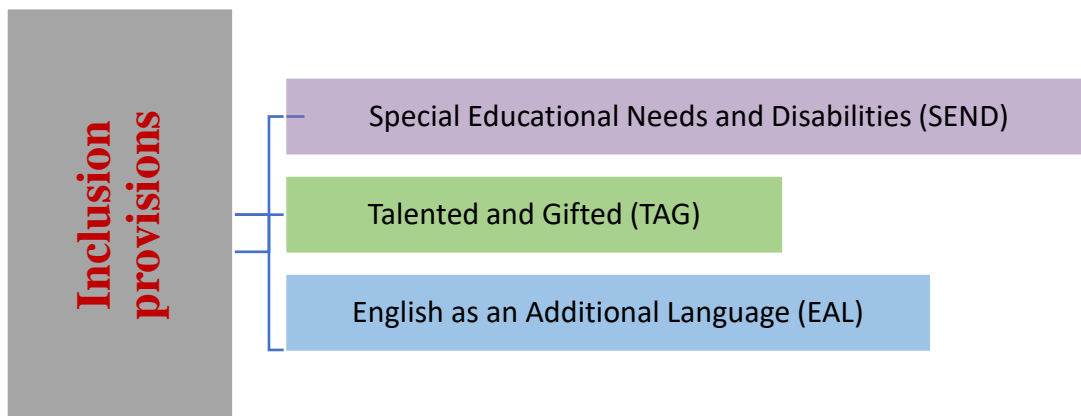 Inclusion
provisions
Special Educational Needs and Disabilities (SEND)
Talented and Gifted (TAG)
English as an Additional Language (EAL)